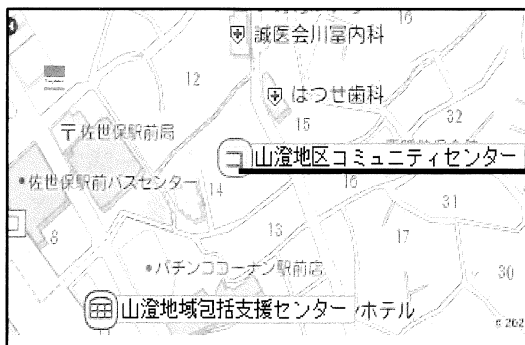 16
誠医会川室内科
12
はつせ歯科
32
15
〒佐世保駅前局
山澄地区コミュニティセンター
佐世保駅前バスセンター
14
16
31
8
13
17
パチンココーナン駅前店
30
山澄地域包括支援センター
ホテル
© 202